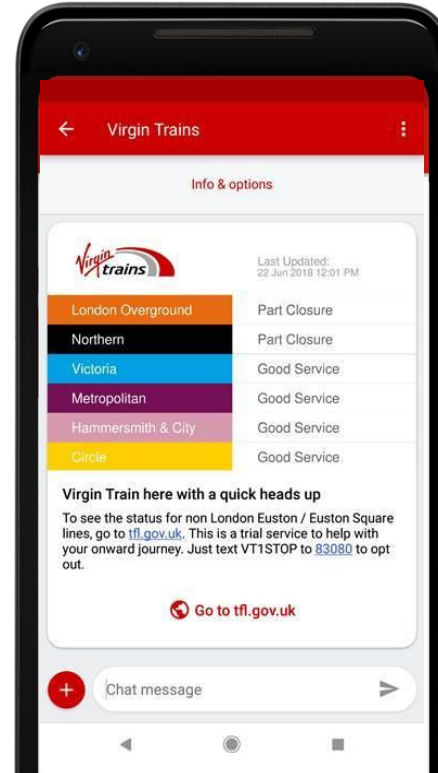 Virgin Trains
Info & options
Virgin trains
Last Updated:
22 Jun 2018 12:01 PM
London Overground Part Closure
Northern Part Closure
Victoria Good Service
Metropolitan Good Service
Hammersmith & City Good Service
Circle Good Service
Virgin Train here with a quick heads up
To see the status for non London Euston / Euston Square
lines, go to tfl.gov.uk. This is a trial service to help with
your onward journey. Just text VT1STOP to 83080 to opt
out.
Go to tfl.gov.uk
Chat message